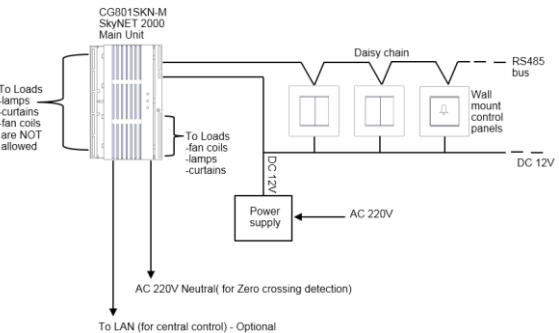 CG801SKN-M
SkyNET 2000
Main Unit
To Loads
-lamps
-curtains
-fan coils
are NOT
allowed
To Loads
-fan coils
-lamps
-curtains
Daisy chain
RS485
bus
Wall
mount
control
panels
DC 12V
DC 12V
Power
supply
AC 220V
AC 220V Neutral( for Zero crossing detection)
To LAN (for central control) - Optional